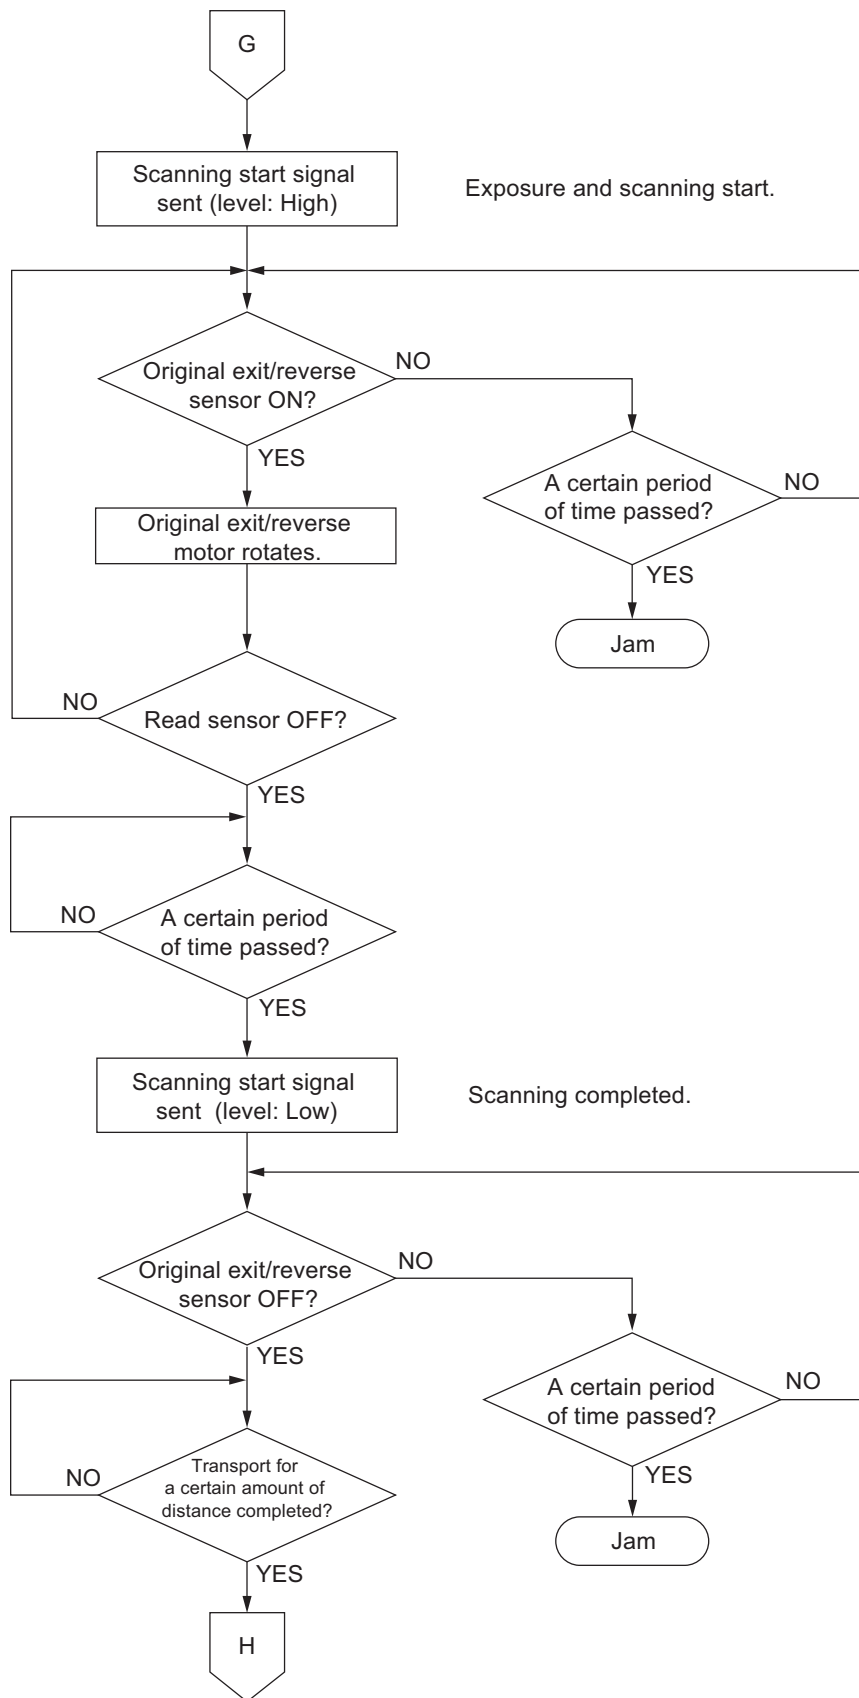 G
Scanning start signal
sent (level: High)
Exposure and scanning start.
Original exit/reverse
sensor ON?
NO
YES
A certain period
of time passed?
NO
YES
Jam
Original exit/reverse
motor rotates.
Read sensor OFF?
NO
YES
A certain period
of time passed?
NO
YES
Scanning start signal
sent (level: Low)
Scanning completed.
Original exit/reverse
sensor OFF?
NO
YES
A certain period
of time passed?
NO
YES
Jam
Transport for
a certain amount of
distance completed?
NO
YES
H